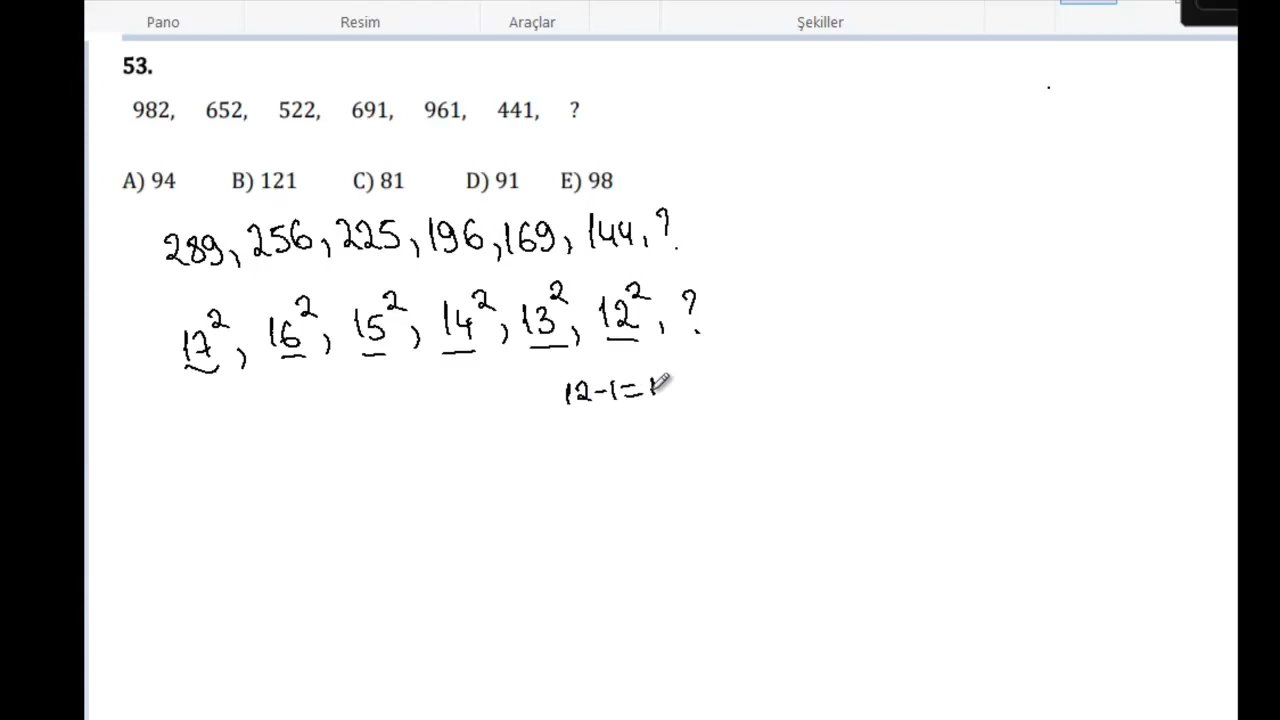 Pano Resim Araçlar Şekiller
53.
982, 652, 522, 691, 961, 441, ?
A) 94 B) 121 C) 81 D) 91 E) 98
289, 256, 225, 196, 169, 144, ?
17², 16², 15², 14², 13², 12², ?
12-1=1